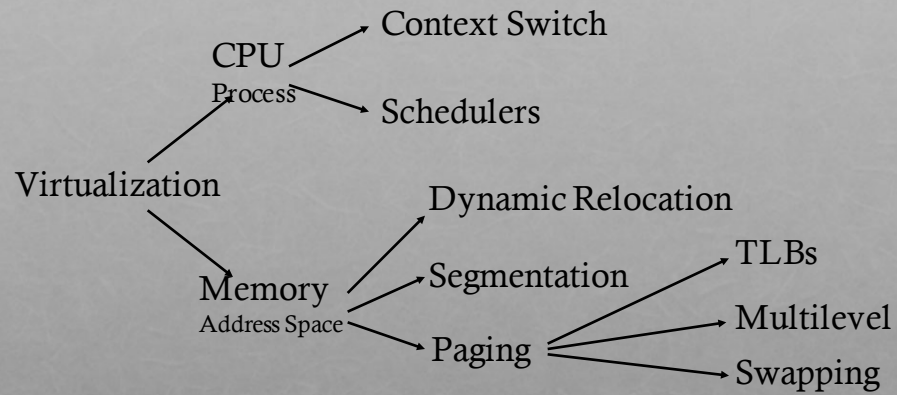 Context Switch
CPU
Process
Schedulers
Virtualization
Dynamic Relocation
TLBs
Segmentation
Memory
Address Space
Multilevel
Paging
Swapping